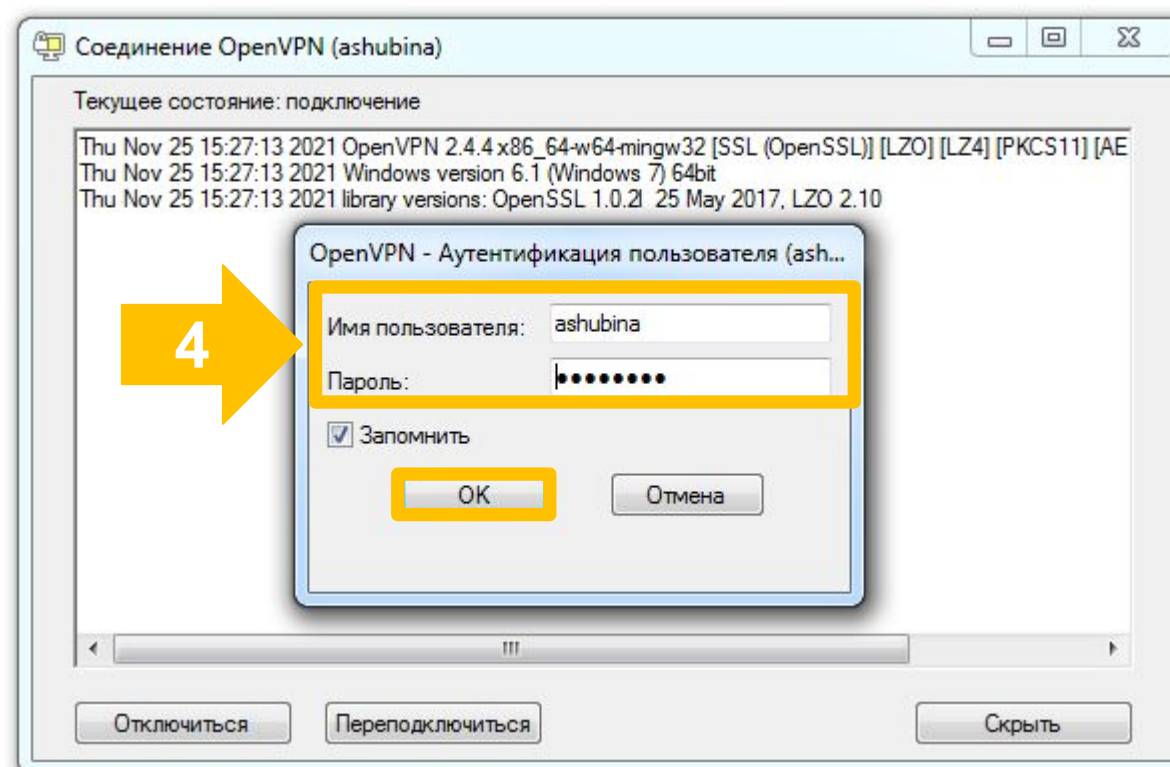 Соединение OpenVPN (ashubina)
Текущее состояние: подключение
Thu Nov 25 15:27:13 2021 OpenVPN 2.4.4 x86_64-w64-mingw32 [SSL (OpenSSL)] [LZO] [LZ4] [PKCS11] [AE
Thu Nov 25 15:27:13 2021 Windows version 6.1 (Windows 7) 64bit
Thu Nov 25 15:27:13 2021 library versions: OpenSSL 1.0.2l  25 May 2017, LZO 2.10
OpenVPN - Аутентификация пользователя (ash...
4
Имя пользователя: ashubina
Пароль: ••••••••
Запомнить
OK Отмена
Отключиться Переподключиться Скрыть